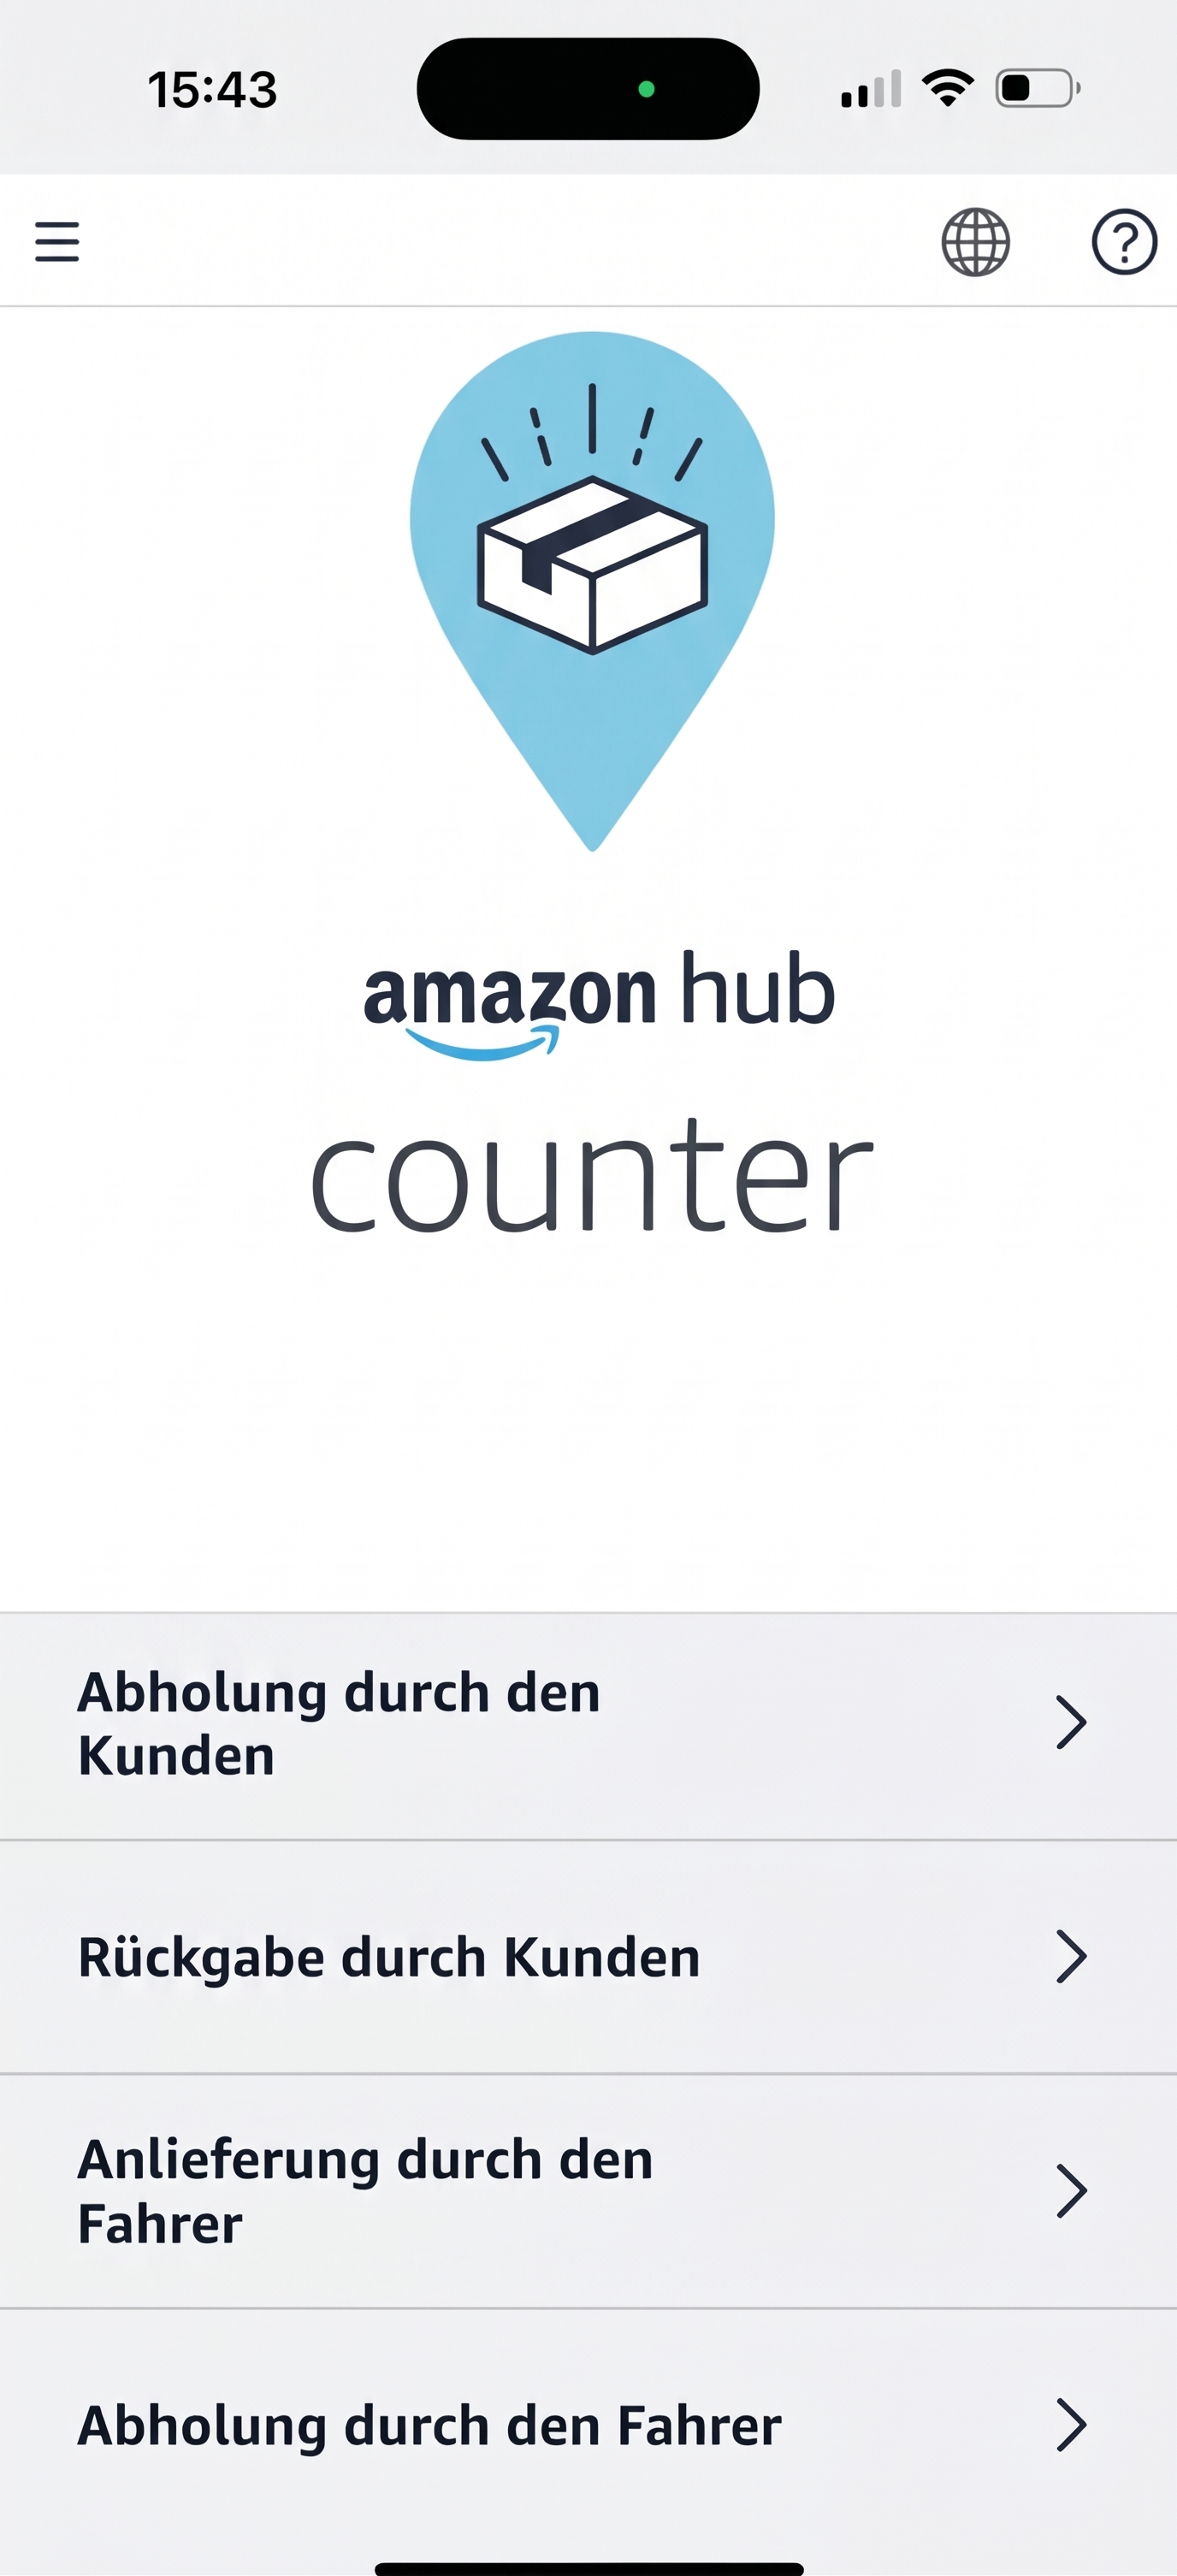 15:43
?
amazon hub
counter
Abholung durch den
Kunden
Rückgabe durch Kunden
Anlieferung durch den
Fahrer
Abholung durch den Fahrer